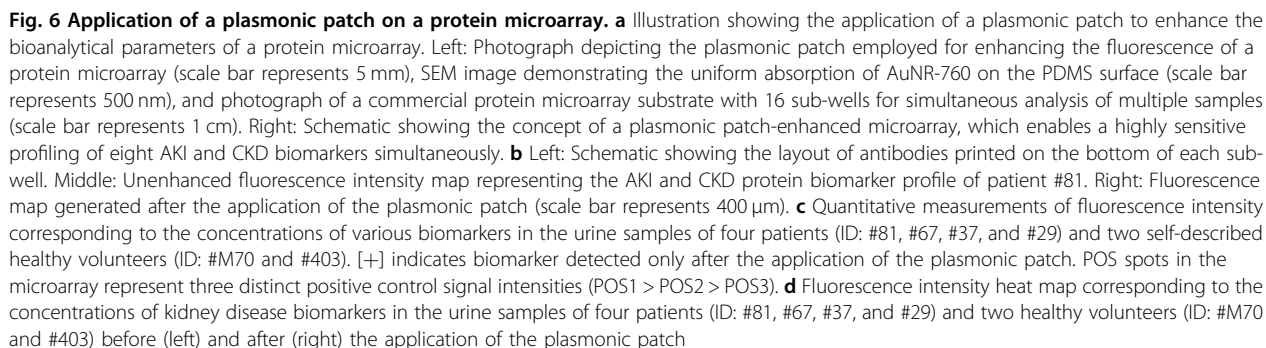 Fig. 6 Application of a plasmonic patch on a protein microarray. a Illustration showing the application of a plasmonic patch to enhance the
bioanalytical parameters of a protein microarray. Left: Photograph depicting the plasmonic patch employed for enhancing the fluorescence of a
protein microarray (scale bar represents 5 mm), SEM image demonstrating the uniform absorption of AuNR-760 on the PDMS surface (scale bar
represents 500 nm), and photograph of a commercial protein microarray substrate with 16 sub-wells for simultaneous analysis of multiple samples
(scale bar represents 1 cm). Right: Schematic showing the concept of a plasmonic patch-enhanced microarray, which enables a highly sensitive
profiling of eight AKI and CKD biomarkers simultaneously. b Left: Schematic showing the layout of antibodies printed on the bottom of each sub-
well. Middle: Unenhanced fluorescence intensity map representing the AKI and CKD protein biomarker profile of patient #81. Right: Fluorescence
map generated after the application of the plasmonic patch (scale bar represents 400 μm). c Quantitative measurements of fluorescence intensity
corresponding to the concentrations of various biomarkers in the urine samples of four patients (ID: #81, #67, #37, and #29) and two self-described
healthy volunteers (ID: #M70 and #403). [+] indicates biomarker detected only after the application of the plasmonic patch. POS spots in the
microarray represent three distinct positive control signal intensities (POS1 > POS2 > POS3). d Fluorescence intensity heat map corresponding to the
concentrations of kidney disease biomarkers in the urine samples of four patients (ID: #81, #67, #37, and #29) and two healthy volunteers (ID: #M70
and #403) before (left) and after (right) the application of the plasmonic patch